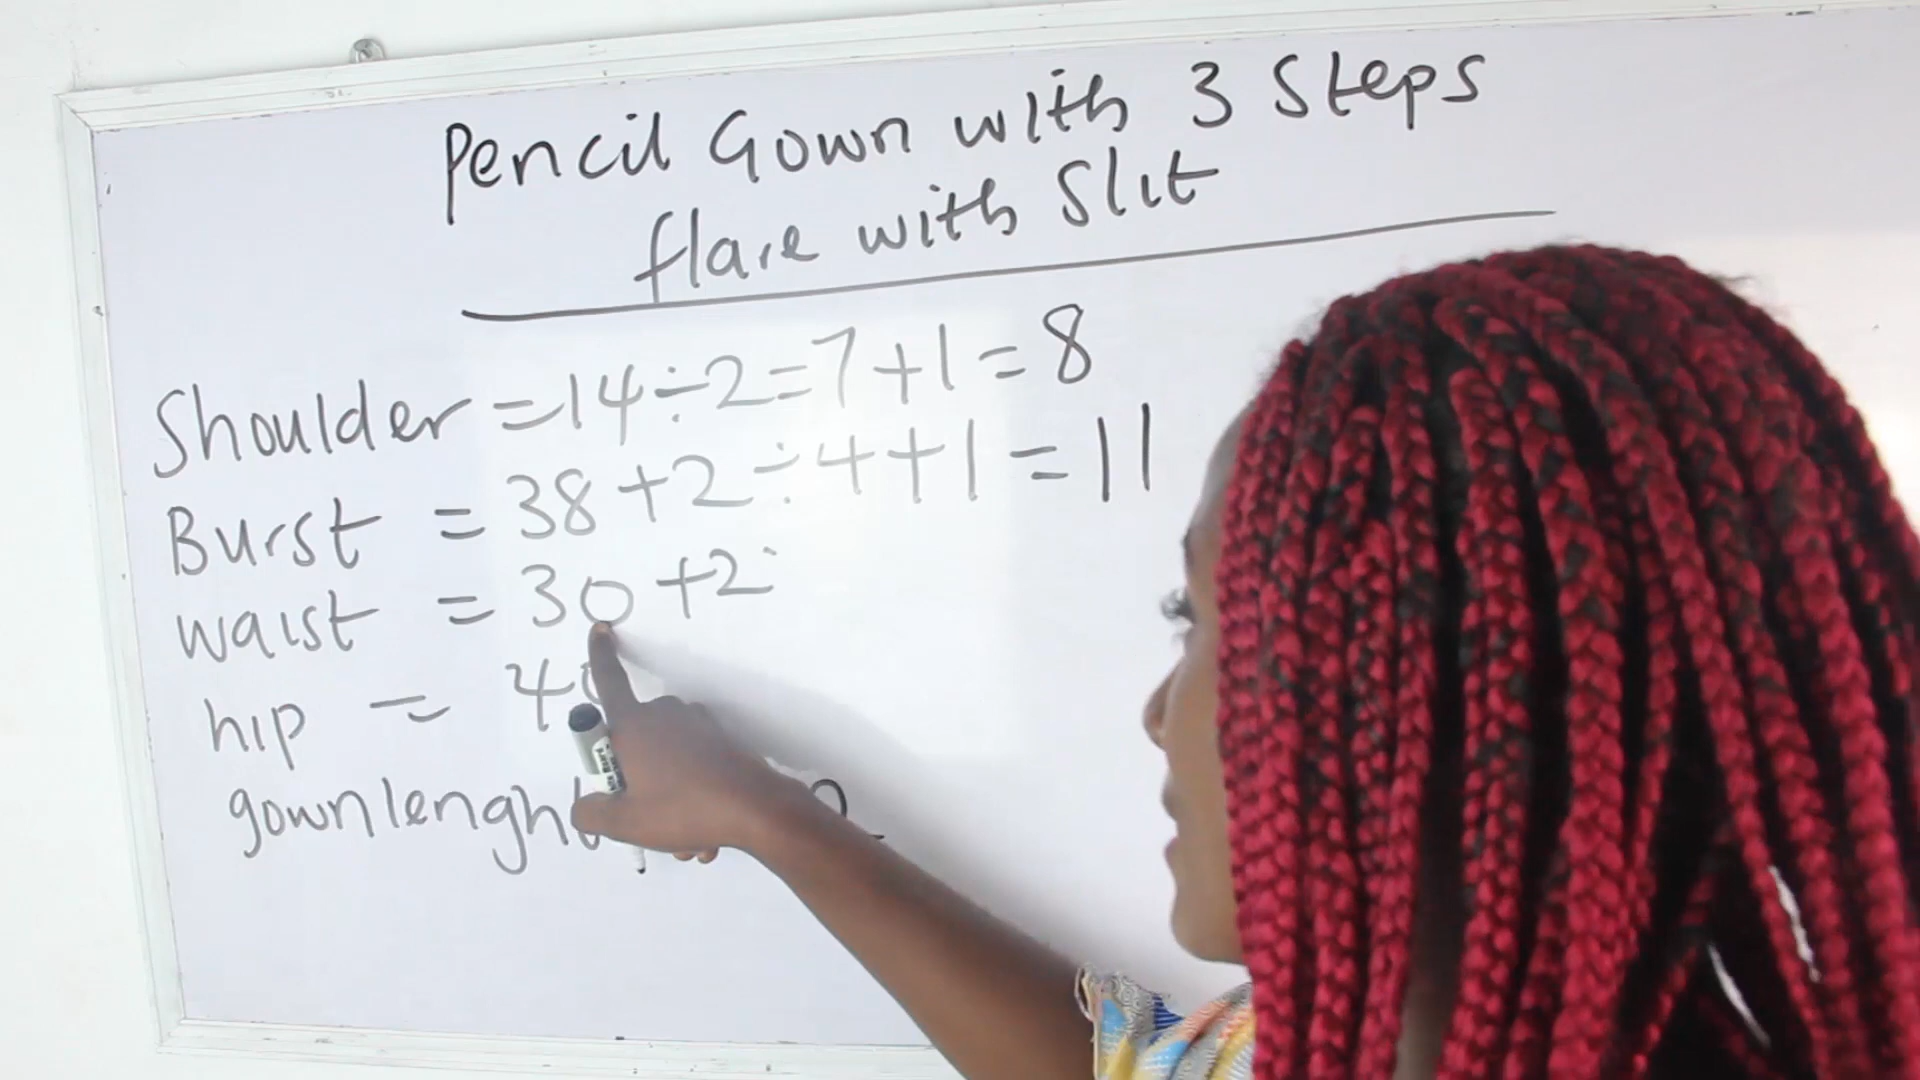 Pencil Gown with 3 Steps
flare with Slit
Shoulder =14÷2=7+1=8
Burst = 38+2÷4+1=11
waist = 30+2
hip = 40
gownlenght